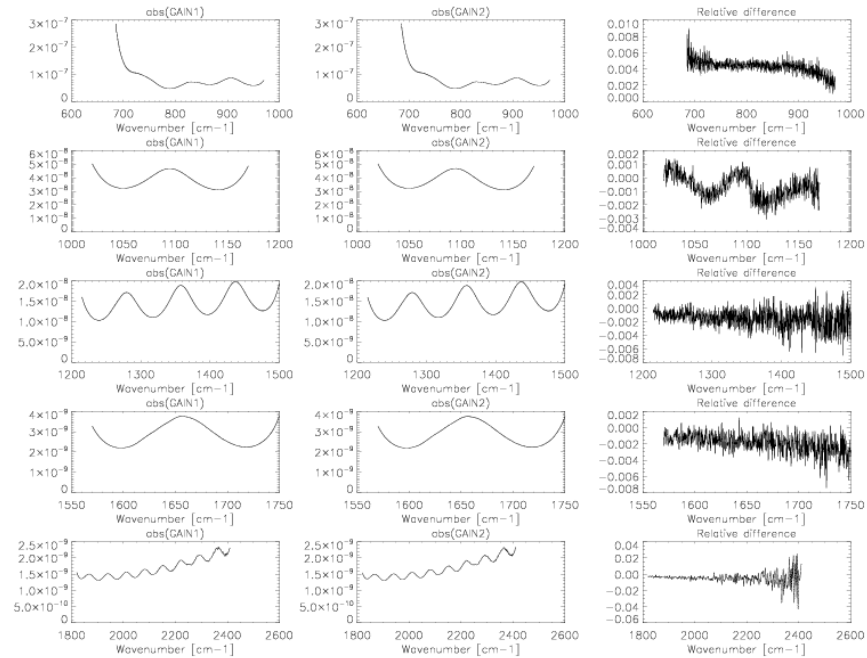 abs(GAIN1) abs(GAIN2) Relative difference
3×10⁻⁷ 3×10⁻⁷ 0.010
2×10⁻⁷ 2×10⁻⁷ 0.008
0.006
1×10⁻⁷ 1×10⁻⁷ 0.004
0.002
0 0 0.000
600 700 800 900 1000 600 700 800 900 1000 600 700 800 900 1000
Wavenumber [cm−1] Wavenumber [cm−1] Wavenumber [cm−1]
abs(GAIN1) abs(GAIN2) Relative difference
6×10⁻⁸ 6×10⁻⁸ 0.002
5×10⁻⁸ 5×10⁻⁸ 0.001
4×10⁻⁸ 4×10⁻⁸ 0.000
3×10⁻⁸ 3×10⁻⁸ −0.001
2×10⁻⁸ 2×10⁻⁸ −0.002
1×10⁻⁸ 1×10⁻⁸ −0.003
0 0 −0.004
1000 1050 1100 1150 1200 1000 1050 1100 1150 1200 1000 1050 1100 1150 1200
Wavenumber [cm−1] Wavenumber [cm−1] Wavenumber [cm−1]
abs(GAIN1) abs(GAIN2) Relative difference
2.0×10⁻⁸ 2.0×10⁻⁸ 0.004
1.5×10⁻⁸ 1.5×10⁻⁸ 0.002
0.000
1.0×10⁻⁸ 1.0×10⁻⁸ −0.002
5.0×10⁻⁹ 5.0×10⁻⁹ −0.004
−0.006
0 0 −0.008
1200 1300 1400 1500 1200 1300 1400 1500 1200 1300 1400 1500
Wavenumber [cm−1] Wavenumber [cm−1] Wavenumber [cm−1]
abs(GAIN1) abs(GAIN2) Relative difference
4×10⁻⁹ 4×10⁻⁹ 0.002
3×10⁻⁹ 3×10⁻⁹ 0.000
2×10⁻⁹ 2×10⁻⁹ −0.002
−0.004
1×10⁻⁹ 1×10⁻⁹ −0.006
0 0 −0.008
1550 1600 1650 1700 1750 1550 1600 1650 1700 1750 1550 1600 1650 1700 1750
Wavenumber [cm−1] Wavenumber [cm−1] Wavenumber [cm−1]
abs(GAIN1) abs(GAIN2) Relative difference
2.5×10⁻⁹ 2.5×10⁻⁹ 0.04
2.0×10⁻⁹ 2.0×10⁻⁹ 0.02
1.5×10⁻⁹ 1.5×10⁻⁹ 0.00
1.0×10⁻⁹ 1.0×10⁻⁹ −0.02
5.0×10⁻¹⁰ 5.0×10⁻¹⁰ −0.04
0 0 −0.06
1800 2000 2200 2400 2600 1800 2000 2200 2400 2600 1800 2000 2200 2400 2600
Wavenumber [cm−1] Wavenumber [cm−1] Wavenumber [cm−1]